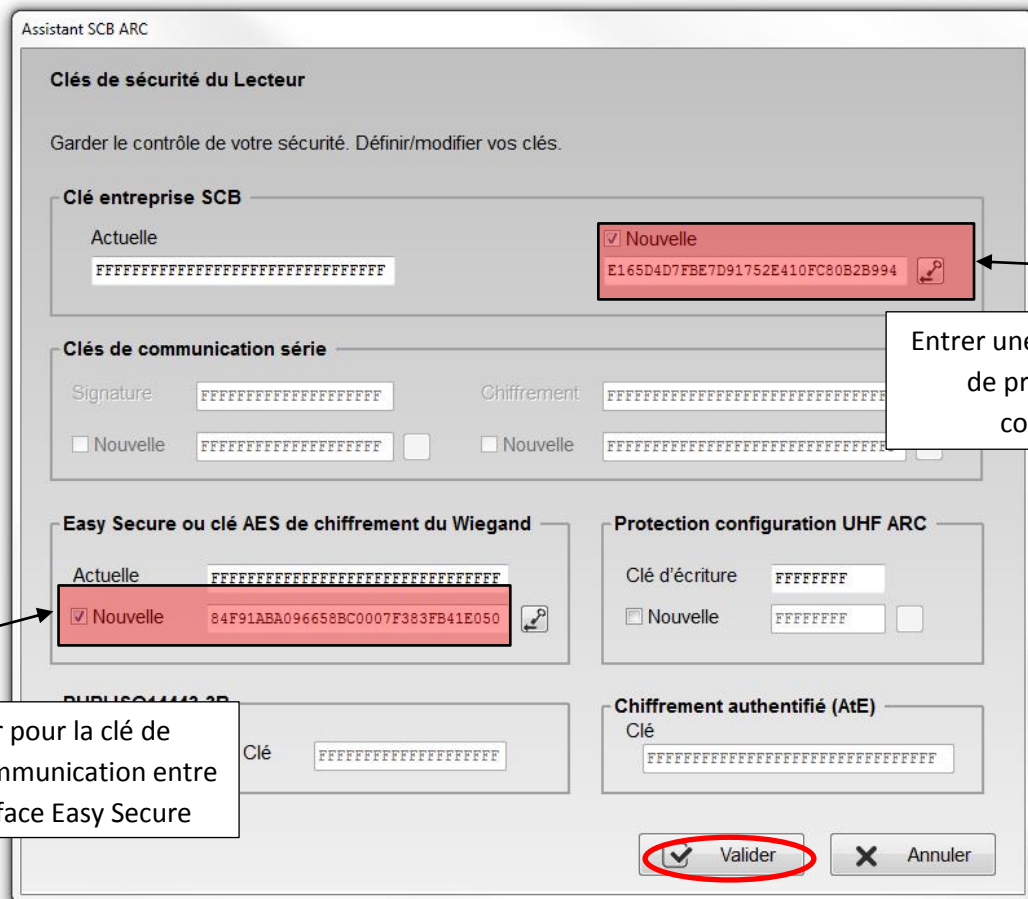 Assistant SCB ARC
Clés de sécurité du Lecteur
Garder le contrôle de votre sécurité. Définir/modifier vos clés.
Clé entreprise SCB
Actuelle
Nouvelle
FFFFFFFFFFFFFFFFFFFFFFFFFFFFFFFF
E165D4D7FBE7D91752E410FC80B2B994
Entrer une
de pr
co
Clés de communication série
Signature FFFFFFFFFFFFFFFFFFFF Chiffrement FFFFFFFFFFFFFFFFFFFFFFFFFFFFFFF
Nouvelle FFFFFFFFFFFFFFFFFFFF Nouvelle FFFFFFFFFFFFFFFFFFFFFFFFFFFFFFFF
Easy Secure ou clé AES de chiffrement du Wiegand
Actuelle FFFFFFFFFFFFFFFFFFFFFFFFFFFFFFFF
Nouvelle 84F91ABA096658BC0007F383FB41E050
Protection configuration UHF ARC
Clé d'écriture FFFFFFFF
Nouvelle FFFFFFFF
r pour la clé de
mmunication entre
face Easy Secure
Clé FFFFFFFFFFFFFFFFFFFF
Chiffrement authentifié (AtE)
Clé
FFFFFFFFFFFFFFFFFFFFFFFFFFFFFFFF
Valider
Annuler